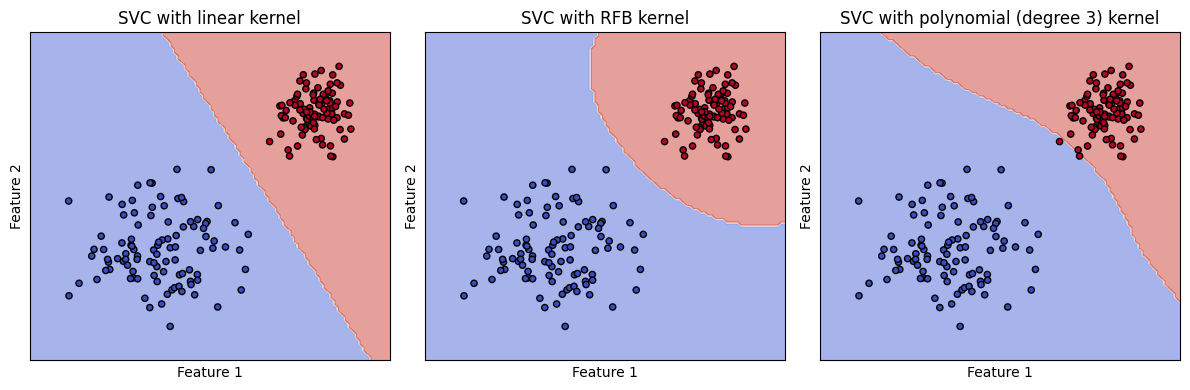 SVC with linear kernel
SVC with RFB kernel
SVC with polynomial (degree 3) kernel
Feature 2
Feature 2
Feature 2
Feature 1
Feature 1
Feature 1